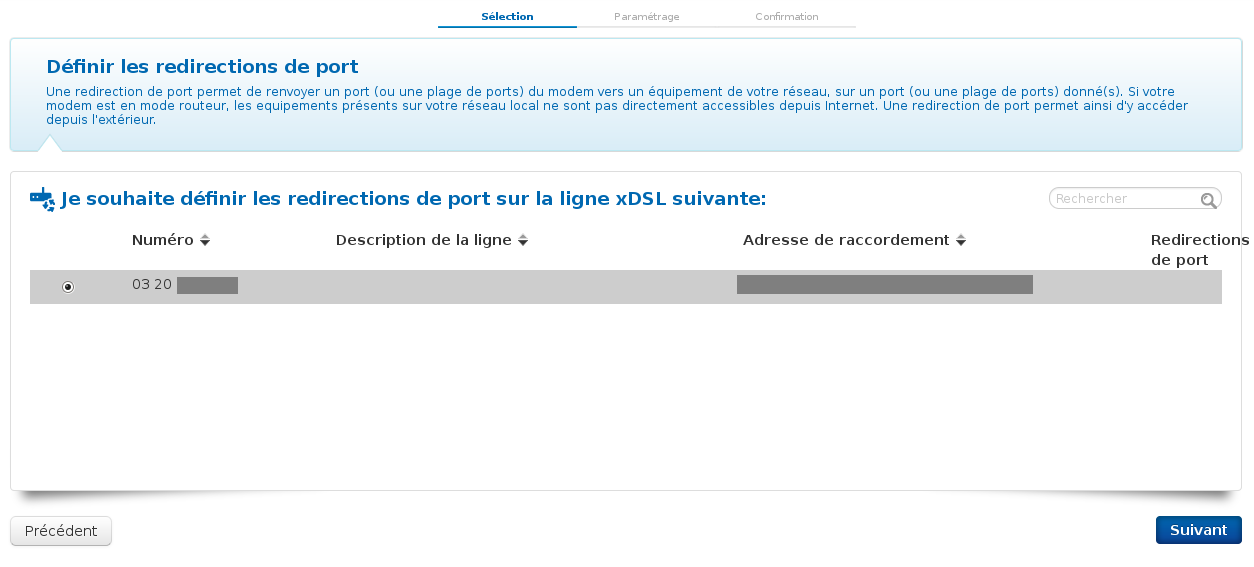 Sélection Paramétrage Confirmation
Définir les redirections de port
Une redirection de port permet de renvoyer un port (ou une plage de ports) du modem vers un équipement de votre réseau, sur un port (ou une plage de ports) donné(s). Si votre
modem est en mode routeur, les equipements présents sur votre réseau local ne sont pas directement accessibles depuis Internet. Une redirection de port permet ainsi d'y accéder
depuis l'extérieur.
Je souhaite définir les redirections de port sur la ligne xDSL suivante:
Rechercher
Numéro Description de la ligne Adresse de raccordement Redirections
de port
03 20
Précédent Suivant